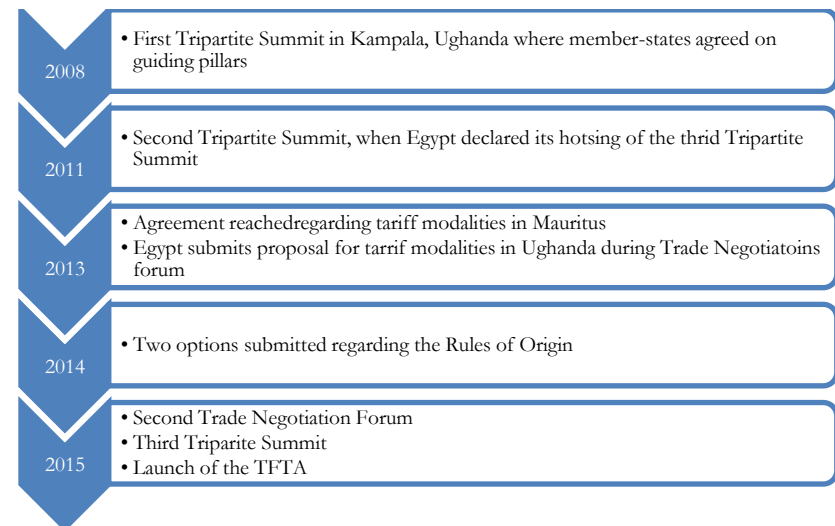 2008
• First Tripartite Summit in Kampala, Ughanda where member-states agreed on
guiding pillars
2011
• Second Tripartite Summit, when Egypt declared its hotsing of the thrid Tripartite
Summit
2013
• Agreement reachedregarding tariff modalities in Mauritus
• Egypt submits proposal for tarrif modalities in Ughanda during Trade Negotiatoins
forum
2014
• Two options submitted regarding the Rules of Origin
2015
• Second Trade Negotiation Forum
• Third Triparite Summit
• Launch of the TFTA